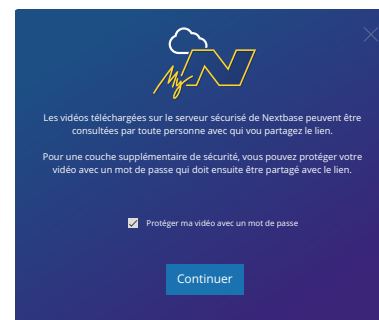 My N
Les vidéos téléchargées sur le serveur sécurisé de Nextbase peuvent être
consultées par toute personne avec qui vou partagez le lien.
Pour une couche supplémentaire de sécurité, vous pouvez protéger votre
vidéo avec un mot de passe qui doit ensuite être partagé avec le lien.
Protéger ma vidéo avec un mot de passe
Continuer